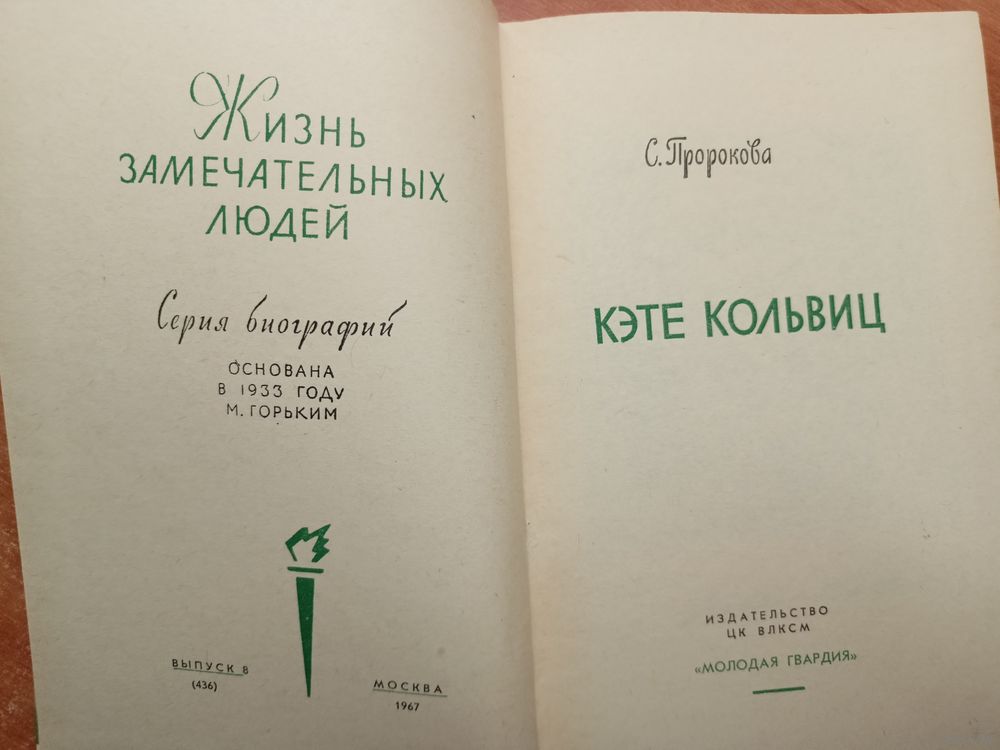 Жизнь
ЗАМЕЧАТЕЛЬНЫХ
ЛЮДЕЙ
Серия биографий
ОСНОВАНА
В 1933 ГОДУ
М. ГОРЬКИМ
ВЫПУСК 8
(436)
МОСКВА
1967
С. Пророкова
КЭТЕ КОЛЬВИЦ
ИЗДАТЕЛЬСТВО
ЦК ВЛКСМ
«МОЛОДАЯ ГВАРДИЯ»